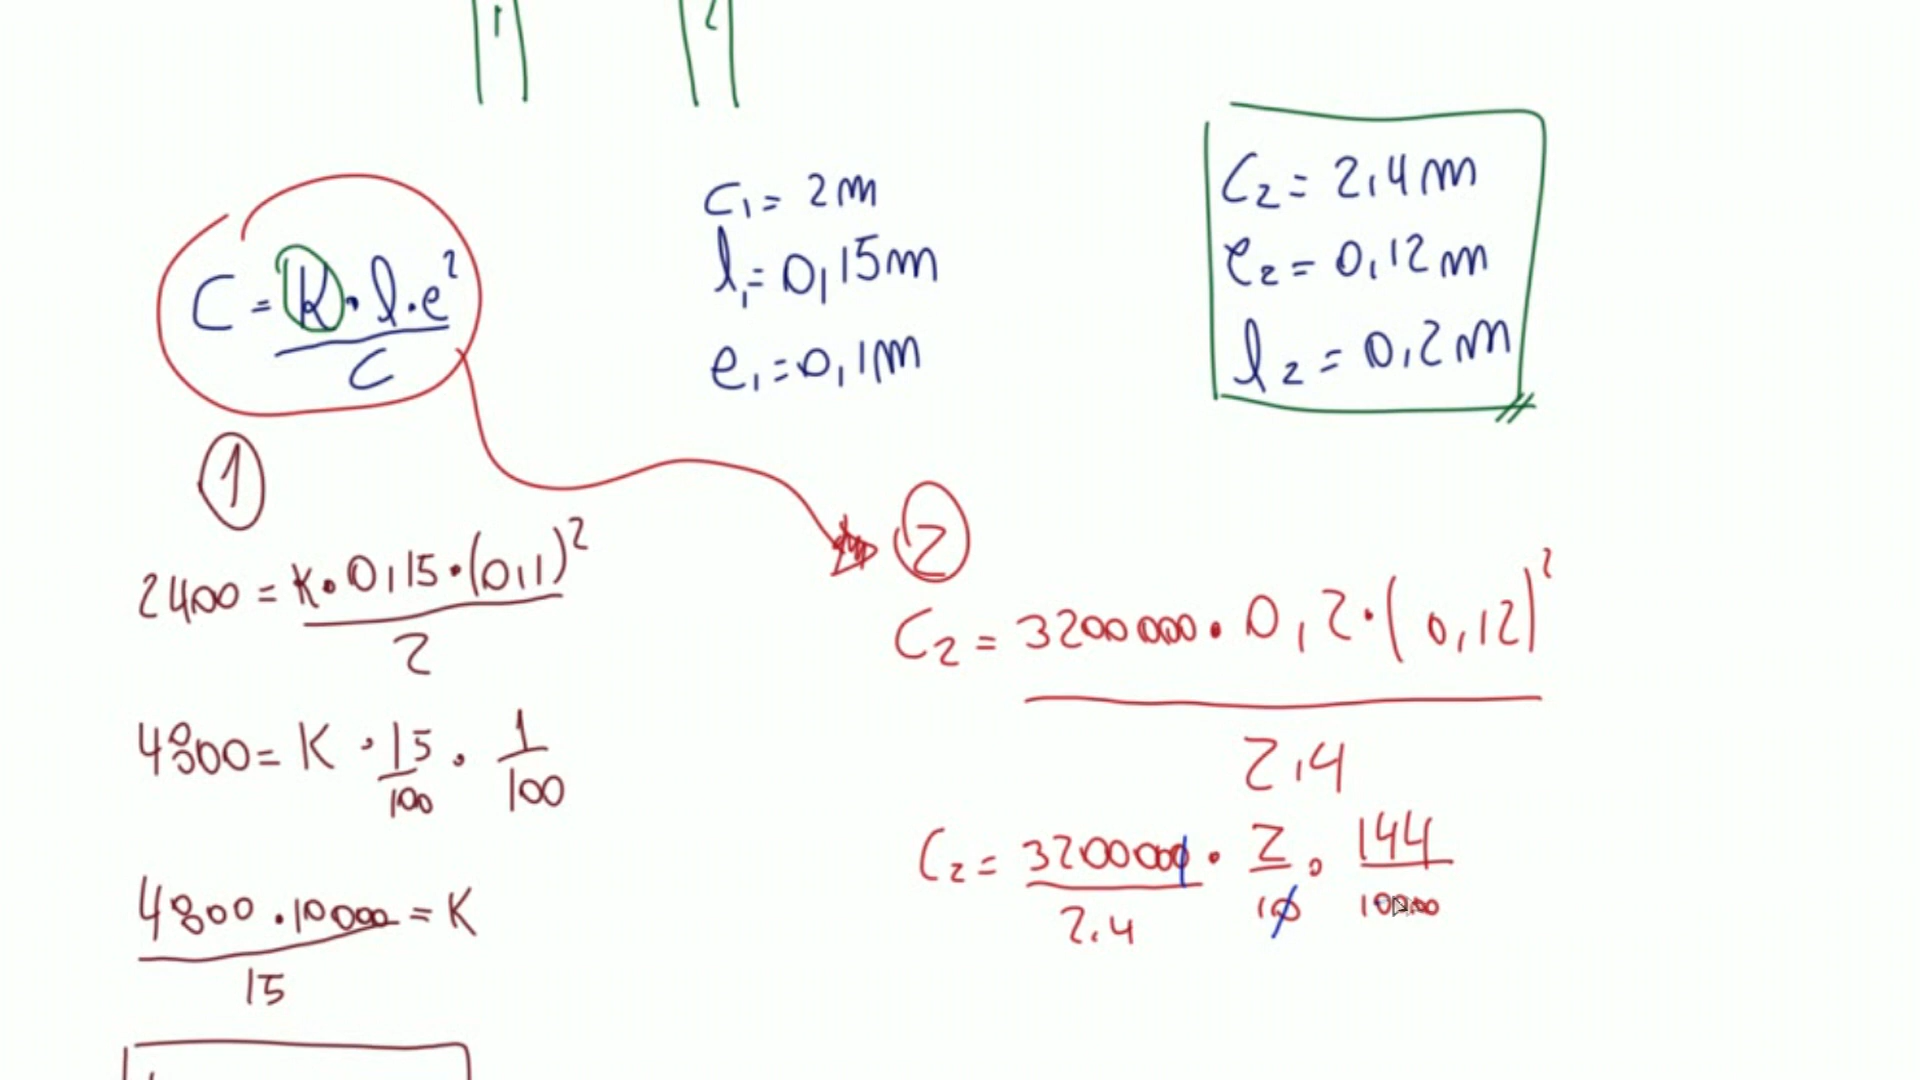 1 2
C = K · l · e²
C
C₁ = 2m
l₁ = 0,15m
e₁ = 0,1m
C₂ = 2,4m
e₂ = 0,12m
l₂ = 0,2m
1
2400 = K · 0,15 · (0,1)²
2
4800 = K · 15/100 · 1/100
4800 . 10000 = K
15
2
C₂ = 3200000 · 0,2 · (0,12)²
2,4
C₂ = 3200000/2.4 · 2/10 · 144/10000